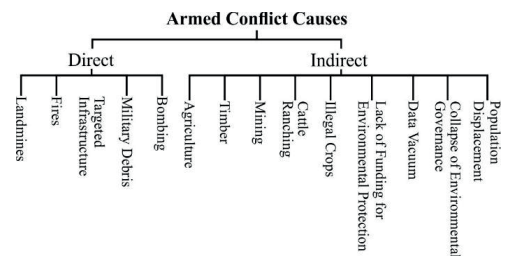 Armed Conflict Causes
Direct
Indirect
Landmines
Fires
Targeted
Infrastructure
Military Debris
Bombing
Agriculture
Timber
Mining
Cattle
Ranching
Illegal Crops
Lack of Funding for
Environmental Protection
Data Vacuum
Collapse of Environmental
Governance
Population
Displacement